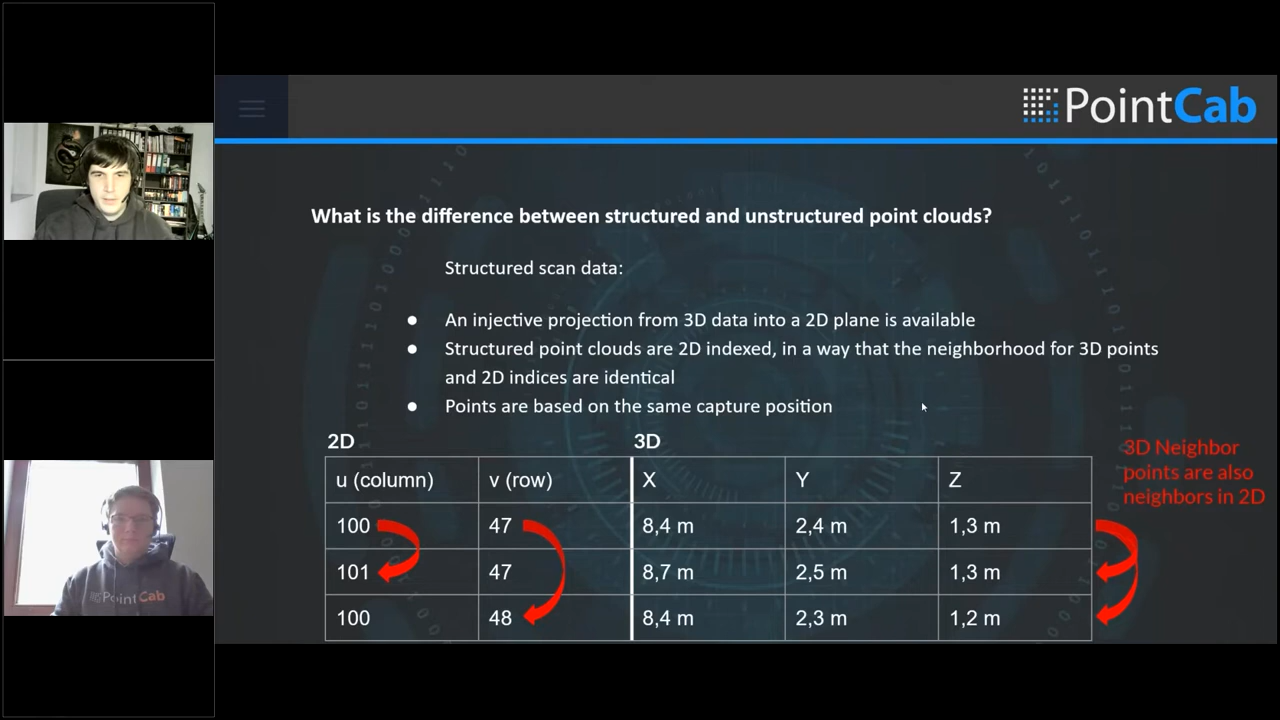 PointCab
What is the difference between structured and unstructured point clouds?
Structured scan data:
● An injective projection from 3D data into a 2D plane is available
● Structured point clouds are 2D indexed, in a way that the neighborhood for 3D points
and 2D indices are identical
● Points are based on the same capture position
2D 3D
3D Neighbor
points are also
neighbors in 2D
u (column) v (row) X Y Z
100 47 8,4 m 2,4 m 1,3 m
101 47 8,7 m 2,5 m 1,3 m
100 48 8,4 m 2,3 m 1,2 m
PointCab